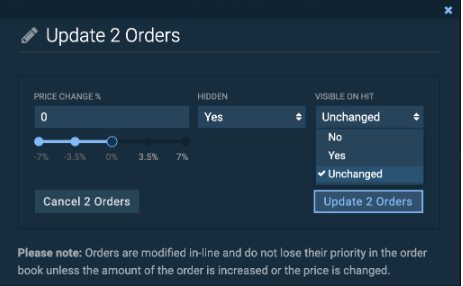 Update 2 Orders
PRICE CHANGE %
HIDDEN
VISIBLE ON HIT
0
Yes
Unchanged
No
Yes
Unchanged
-7% -3.5% 0% 3.5% 7%
Cancel 2 Orders
Update 2 Orders
Please note: Orders are modified in-line and do not lose their priority in the order
book unless the amount of the order is increased or the price is changed.